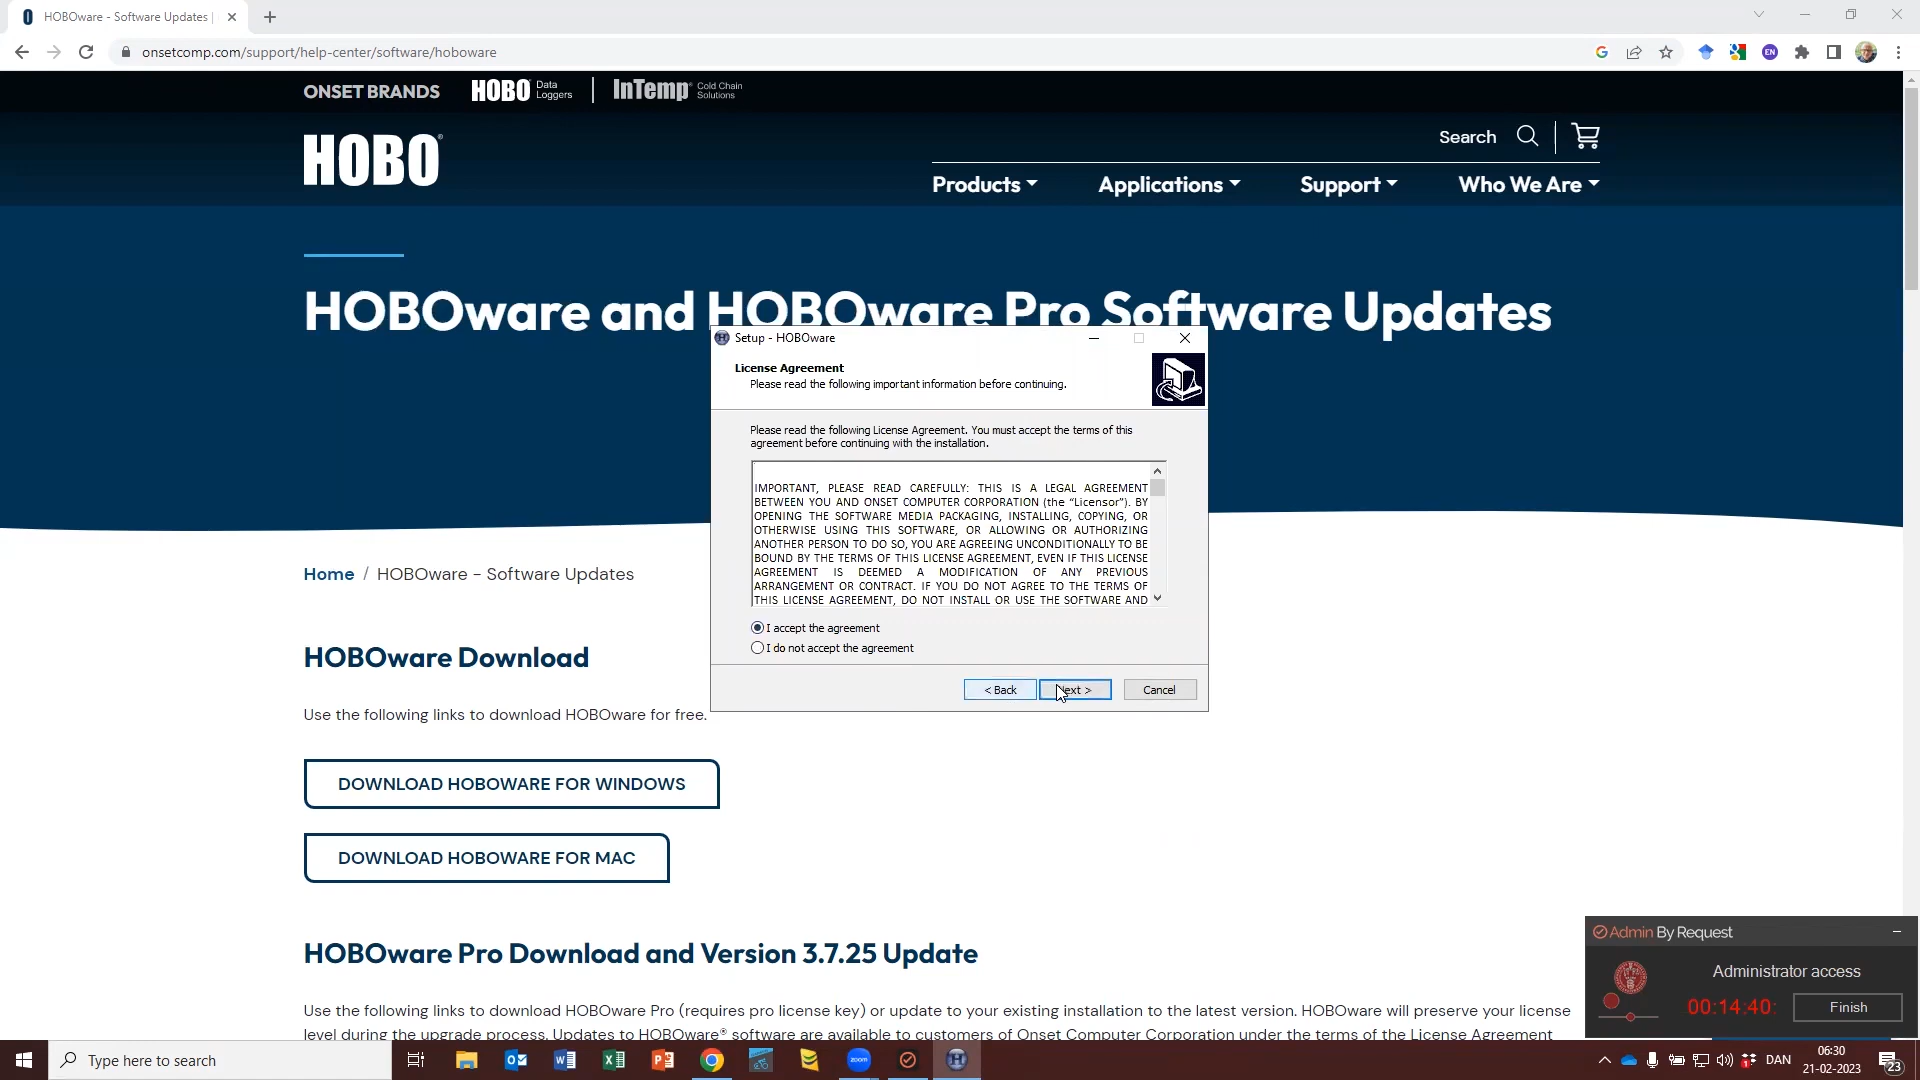 HOBOware - Software Updates |
onsetcomp.com/support/help-center/software/hoboware
EN
ONSET BRANDS
HOBO® Data Loggers
InTemp® Cold Chain Solutions
HOBO®
Search
Products
Applications
Support
Who We Are
HOBOware and HOBOware Pro Software Updates
Setup - HOBOware
License Agreement
Please read the following important information before continuing.
Please read the following License Agreement. You must accept the terms of this
agreement before continuing with the installation.
IMPORTANT, PLEASE READ CAREFULLY: THIS IS A LEGAL AGREEMENT
BETWEEN YOU AND ONSET COMPUTER CORPORATION (the “Licensor”). BY
OPENING THE SOFTWARE MEDIA PACKAGING, INSTALLING, COPYING, OR
OTHERWISE USING THIS SOFTWARE, OR ALLOWING OR AUTHORIZING
ANOTHER PERSON TO DO SO, YOU ARE AGREEING UNCONDITIONALLY TO BE
BOUND BY THE TERMS OF THIS LICENSE AGREEMENT, EVEN IF THIS LICENSE
AGREEMENT IS DEEMED A MODIFICATION OF ANY PREVIOUS
ARRANGEMENT OR CONTRACT. IF YOU DO NOT AGREE TO THE TERMS OF
THIS LICENSE AGREEMENT, DO NOT INSTALL OR USE THE SOFTWARE AND
I accept the agreement
I do not accept the agreement
< Back
Next >
Cancel
Home / HOBOware – Software Updates
HOBOware Download
Use the following links to download HOBOware for free.
DOWNLOAD HOBOWARE FOR WINDOWS
DOWNLOAD HOBOWARE FOR MAC
HOBOware Pro Download and Version 3.7.25 Update
Use the following links to download HOBOware Pro (requires pro license key) or update to your existing installation to the latest version. HOBOware will preserve your license
level during the upgrade process. Updates to HOBOware® software are available to customers of Onset Computer Corporation under the terms of the License Agreement
Admin By Request
Administrator access
00:14:40
Finish
Type here to search
zoom
DAN
06:30
21-02-2023
23